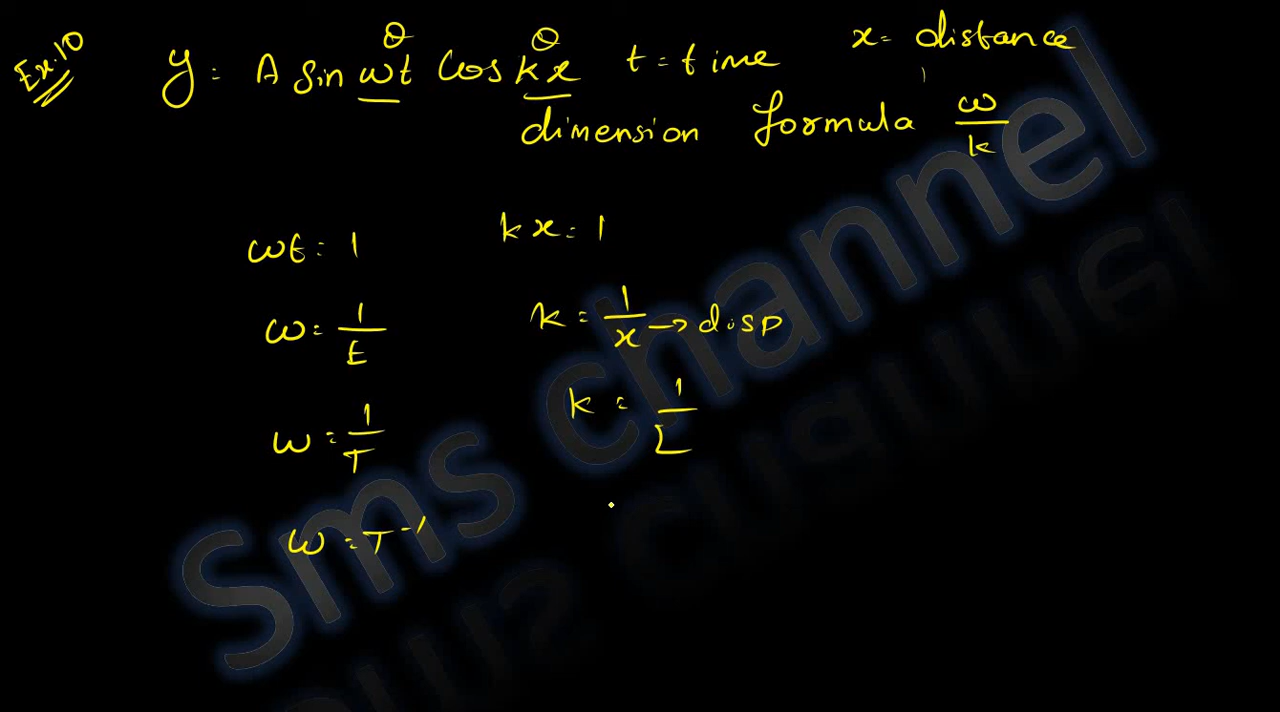 Ex:10
y = A sin ωt cos kx t = time x = distance
θ θ
dimension formula ω/k
ωt = 1 kx = 1
ω = 1/t k = 1/x → disp
ω = 1/T k = 1/L
ω = T⁻¹
Sms channel